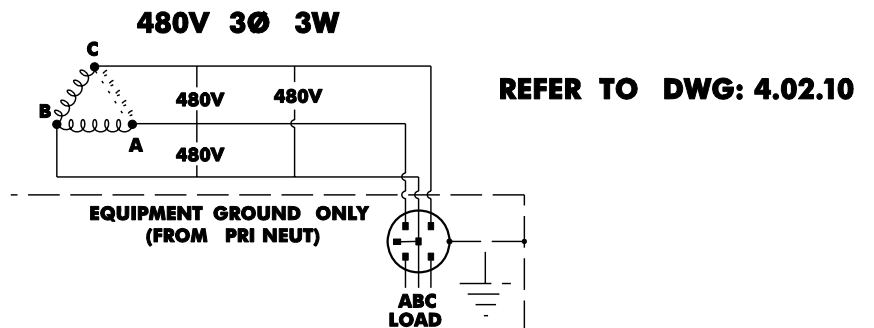 480V 3Ø 3W
C
480V
480V
REFER TO DWG: 4.02.10
B
A
480V
EQUIPMENT GROUND ONLY
(FROM PRI NEUT)
ABC
LOAD